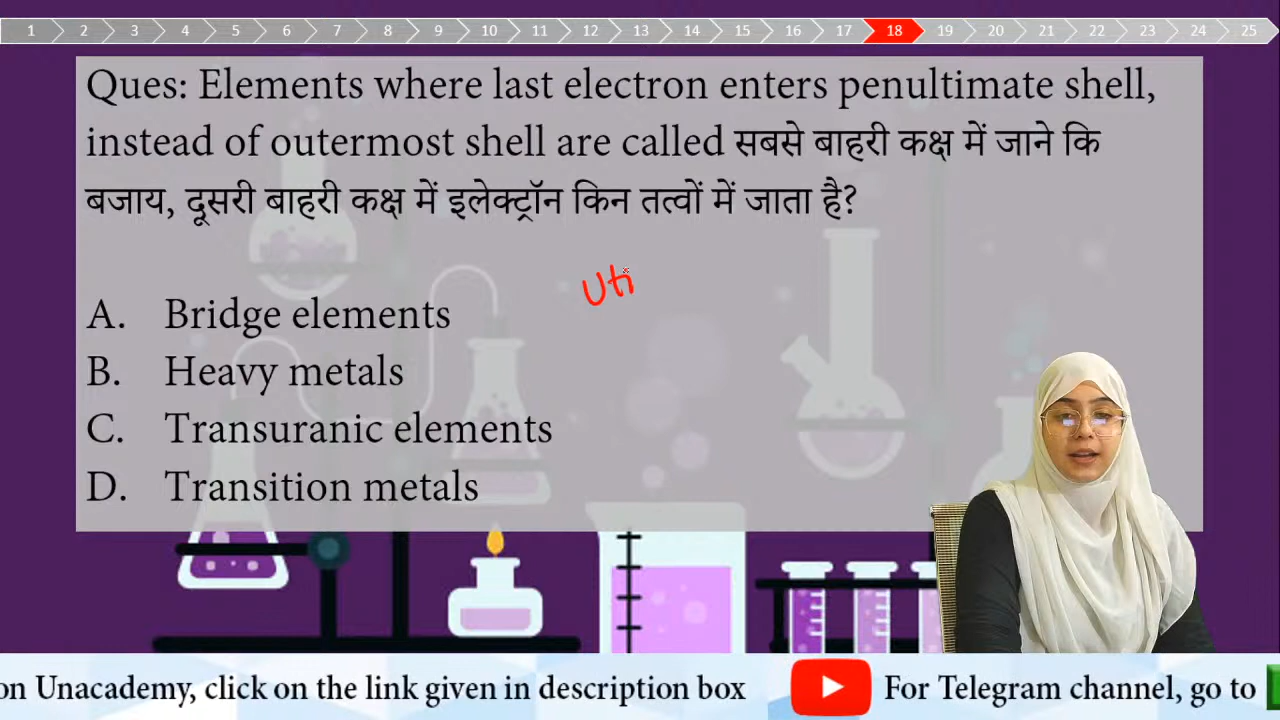 1 2 3 4 5 6 7 8 9 10 11 12 13 14 15 16 17 18 19 20 21 22 23 24 25
Ques: Elements where last electron enters penultimate shell,
instead of outermost shell are called सबसे बाहरी कक्ष में जाने कि
बजाय, दूसरी बाहरी कक्ष में इलेक्ट्रॉन किन तत्वों में जाता है?
Uti
A. Bridge elements
B. Heavy metals
C. Transuranic elements
D. Transition metals
on Unacademy, click on the link given in description box For Telegram channel, go to